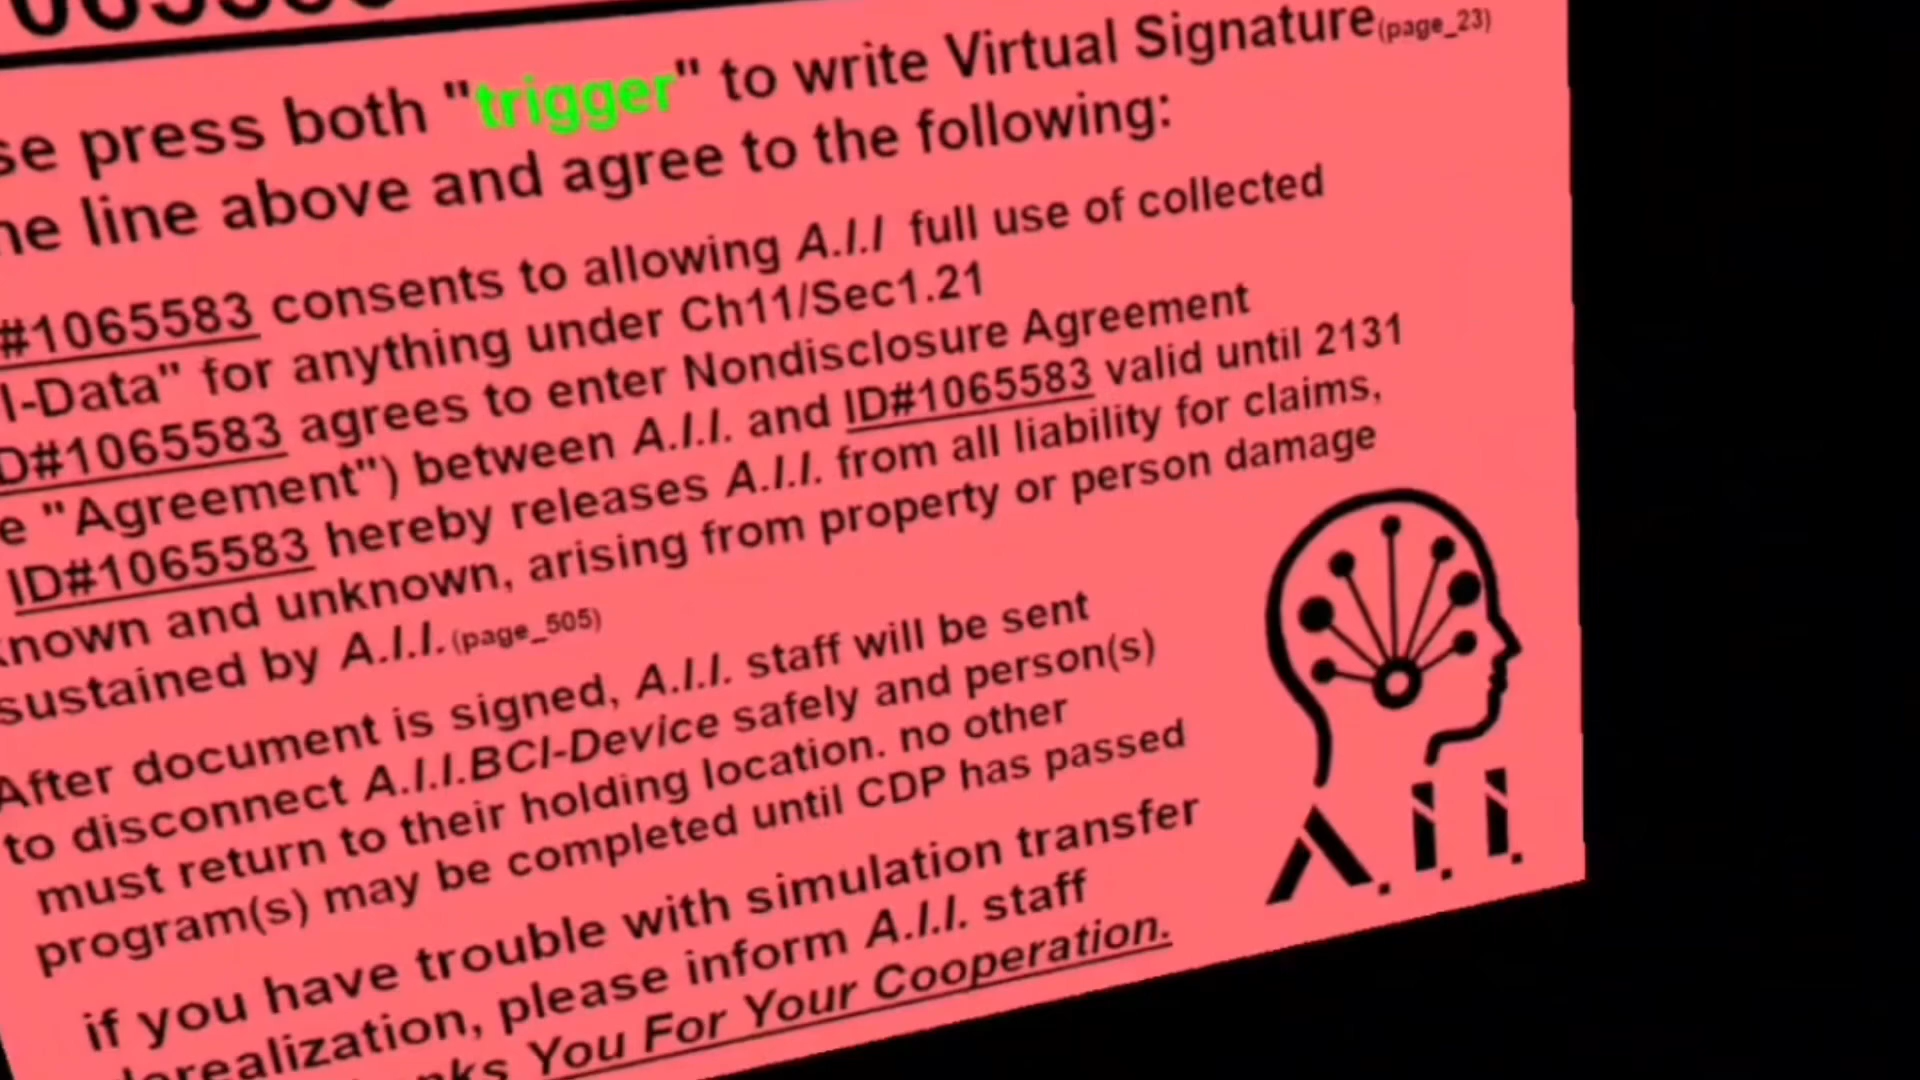 press both "trigger" to write Virtual Signature(page_23)
line above and agree to the following:
#1065583 consents to allowing A.I.I full use of collected
I-Data" for anything under Ch11/Sec1.21
D#1065583 agrees to enter Nondisclosure Agreement
"Agreement") between A.I.I. and ID#1065583 valid until 2131
ID#1065583 hereby releases A.I.I. from all liability for claims,
known and unknown, arising from property or person damage
sustained by A.I.I.(page_505)
After document is signed, A.I.I. staff will be sent
to disconnect A.I.I.BCI-Device safely and person(s)
must return to their holding location. no other
program(s) may be completed until CDP has passed
if you have trouble with simulation transfer
derealization, please inform A.I.I. staff
You For Your Cooperation.
A.I.I.